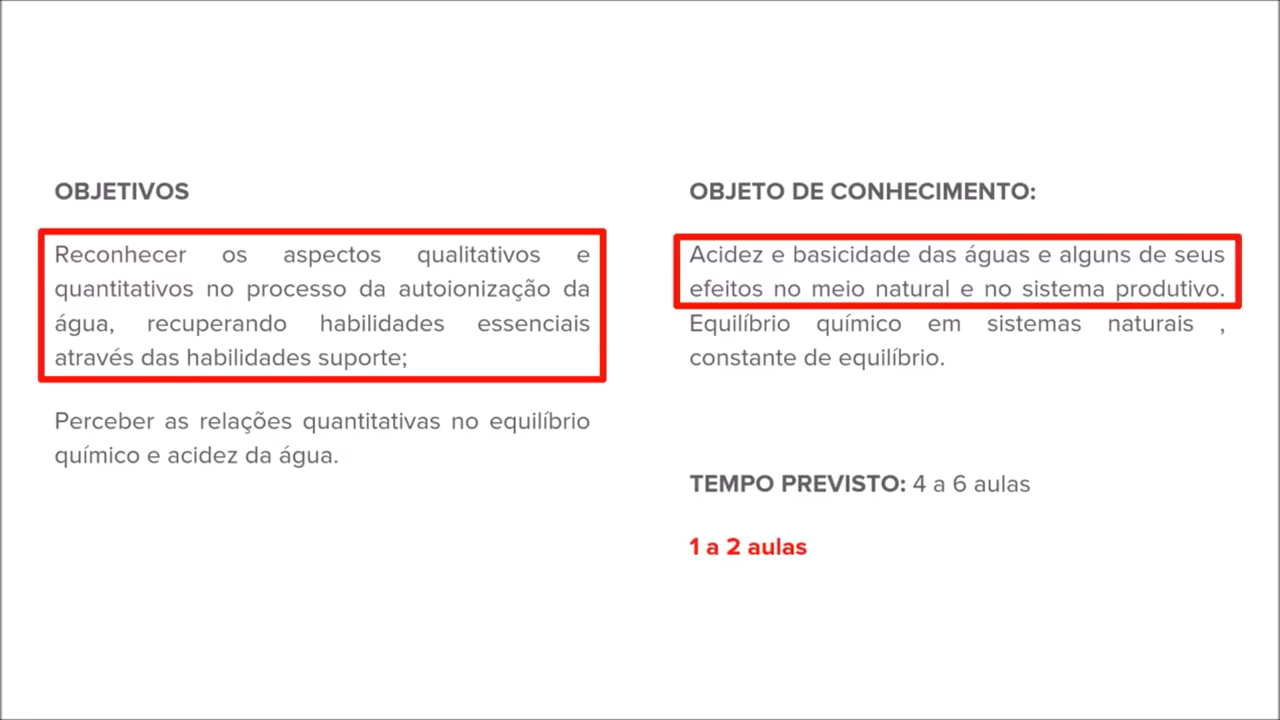 OBJETIVOS
Reconhecer os aspectos qualitativos e
quantitativos no processo da autoionização da
água, recuperando habilidades essenciais
através das habilidades suporte;
Perceber as relações quantitativas no equilíbrio
químico e acidez da água.
OBJETO DE CONHECIMENTO:
Acidez e basicidade das águas e alguns de seus
efeitos no meio natural e no sistema produtivo.
Equilíbrio químico em sistemas naturais ,
constante de equilíbrio.
TEMPO PREVISTO: 4 a 6 aulas
1 a 2 aulas